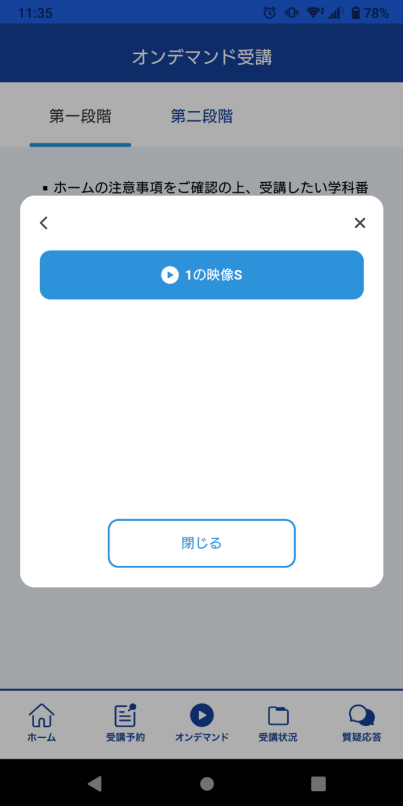 11:35
78%
オンデマンド受講
第一段階
第二段階
▪ ホームの注意事項をご確認の上、受講したい学科番
1の映像S
閉じる
ホーム
受講予約
オンデマンド
受講状況
質疑応答